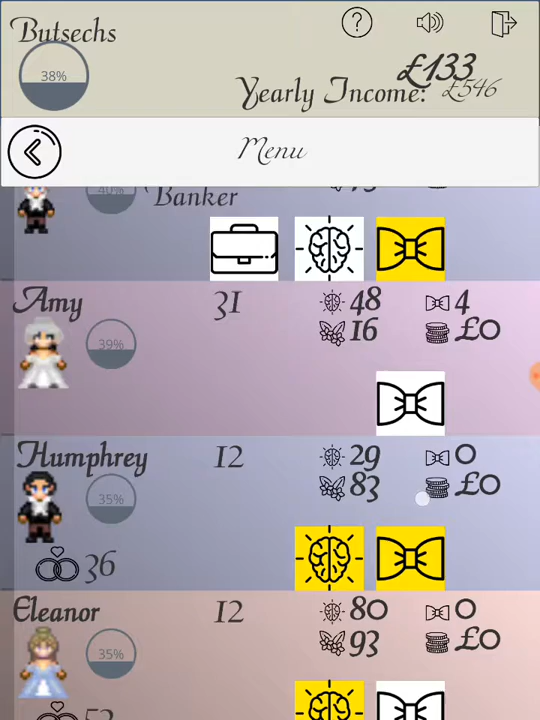 Butsechs
38%
£133
Yearly Income: £546
Menu
40%
Banker
Amy 31 48 4
39% 16 £0
Humphrey 12 29 0
35% 83 £0
36
Eleanor 12 80 0
35% 93 £0